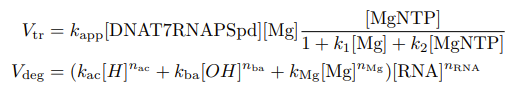 V_tr = k_app[DNAT7RNAPSpd][Mg] [MgNTP] / (1 + k_1[Mg] + k_2[MgNTP])
V_deg = (k_ac[H]^{n_ac} + k_ba[OH]^{n_ba} + k_Mg[Mg]^{n_Mg})[RNA]^{n_RNA}